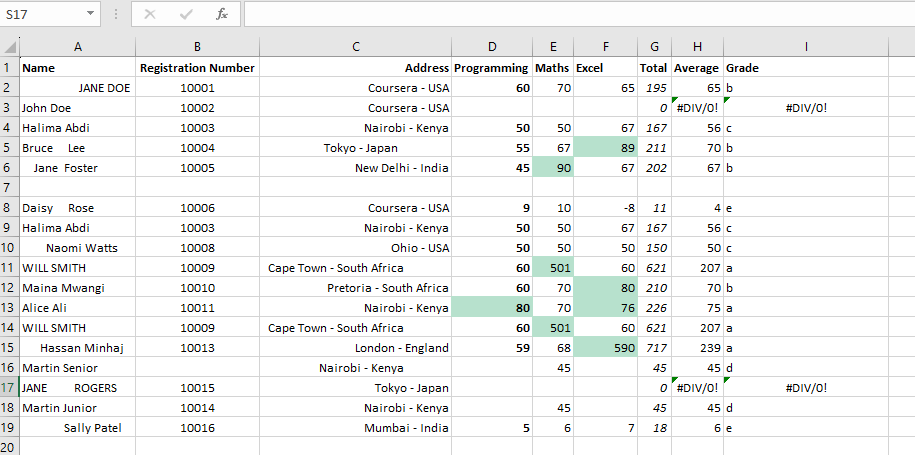 S17 fx
A B C D E F G H I
1 Name Registration Number Address Programming Maths Excel Total Average Grade
2 JANE DOE 10001 Coursera - USA 60 70 65 195 65 b
3 John Doe 10002 Coursera - USA 0 #DIV/0! #DIV/0!
4 Halima Abdi 10003 Nairobi - Kenya 50 50 67 167 56 c
5 Bruce Lee 10004 Tokyo - Japan 55 67 89 211 70 b
6 Jane Foster 10005 New Delhi - India 45 90 67 202 67 b
7
8 Daisy Rose 10006 Coursera - USA 9 10 -8 11 4 e
9 Halima Abdi 10003 Nairobi - Kenya 50 50 67 167 56 c
10 Naomi Watts 10008 Ohio - USA 50 50 50 150 50 c
11 WILL SMITH 10009 Cape Town - South Africa 60 501 60 621 207 a
12 Maina Mwangi 10010 Pretoria - South Africa 60 70 80 210 70 b
13 Alice Ali 10011 Nairobi - Kenya 80 70 76 226 75 a
14 WILL SMITH 10009 Cape Town - South Africa 60 501 60 621 207 a
15 Hassan Minhaj 10013 London - England 59 68 590 717 239 a
16 Martin Senior Nairobi - Kenya 45 45 45 d
17 JANE ROGERS 10015 Tokyo - Japan 0 #DIV/0! #DIV/0!
18 Martin Junior 10014 Nairobi - Kenya 45 45 45 d
19 Sally Patel 10016 Mumbai - India 5 6 7 18 6 e
20